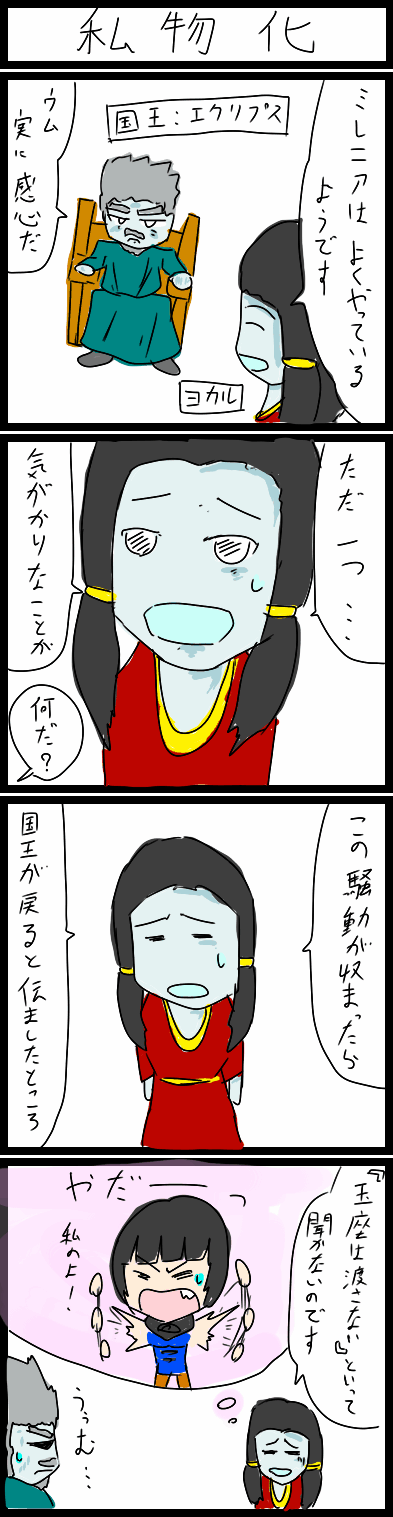 私物化
ミレニアは よくやっている
ようです
国王:エクリプス
ウム
実に感心だ
ヨカル
ただ一つ...
気がかりなことが
何だ?
この騒動が収まったら
国王が戻ると伝ましたところ
『玉座は渡さない』といって
聞かないのです
やだーーっ
私のよ!
うぅむ...